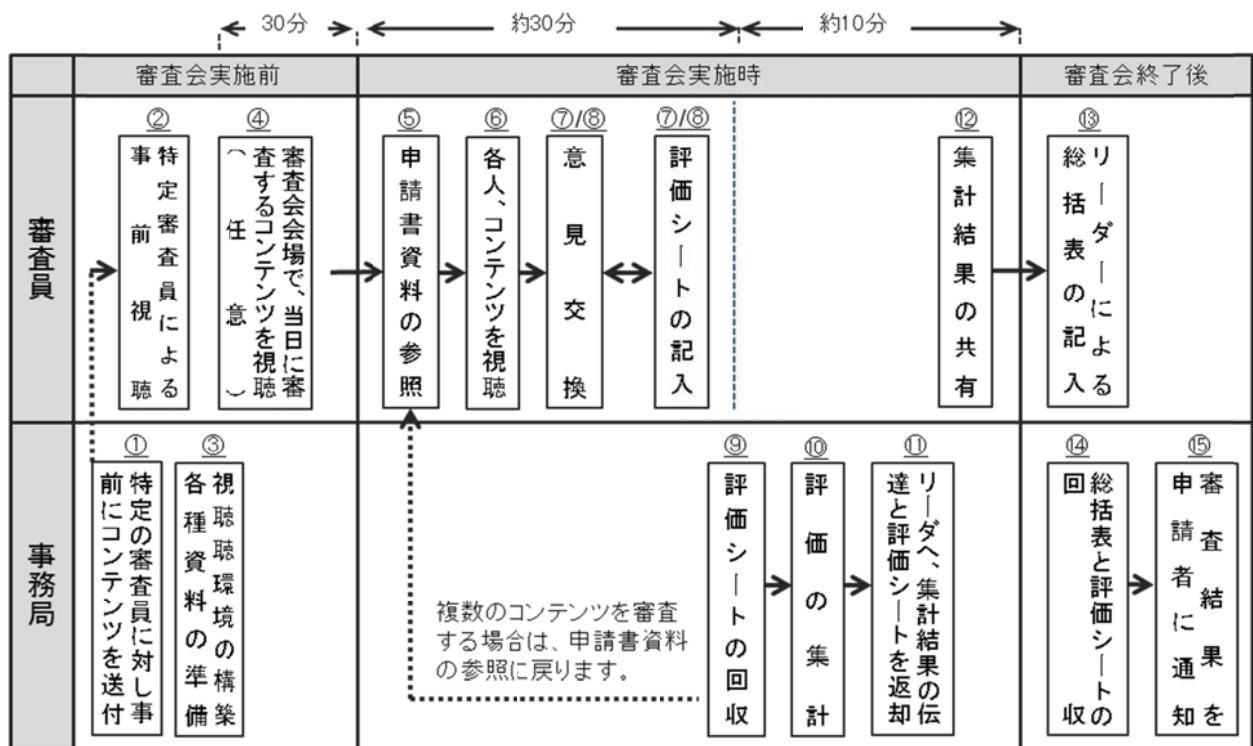 30分
約30分
約10分
審査会実施前
審査会実施時
審査会終了後
審査員
②
特定審査員による
事前視聴
④
審査会会場で、当日に審
査するコンテンツを視聴
（任意）
⑤
申請書資料の参照
⑥
各人、コンテンツを視聴
⑦/⑧
意見交換
⑦/⑧
評価シートの記入
⑫
集計結果の共有
⑬
リーダーによる
総括表の記入
事務局
①
特定の審査員に対し事
前にコンテンツを送付
③
視聴聴環境の構築
各種資料の準備
複数のコンテンツを審査
する場合は、申請書資料
の参照に戻ります。
⑨
評価シートの回収
⑩
評価の集計
⑪
リーダへ、集計結果の伝
達と評価シートを返却
⑭
総括表と評価シートの
回収
⑮
審査結果を
申請者に通知